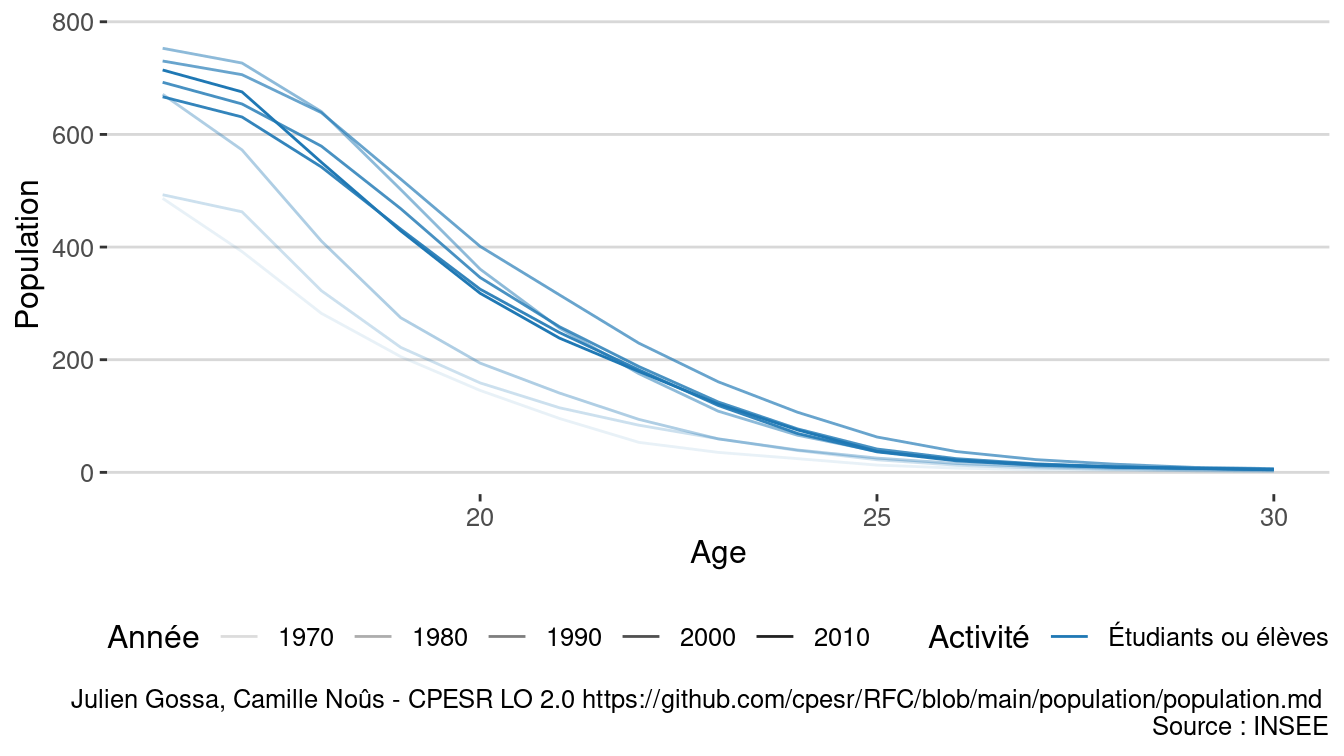 800
600
400
200
0
Population
20 25 30
Age
Année 1970 1980 1990 2000 2010 Activité Étudiants ou élèves
Julien Gossa, Camille Noûs - CPESR LO 2.0 https://github.com/cpesr/RFC/blob/main/population/population.md
Source : INSEE